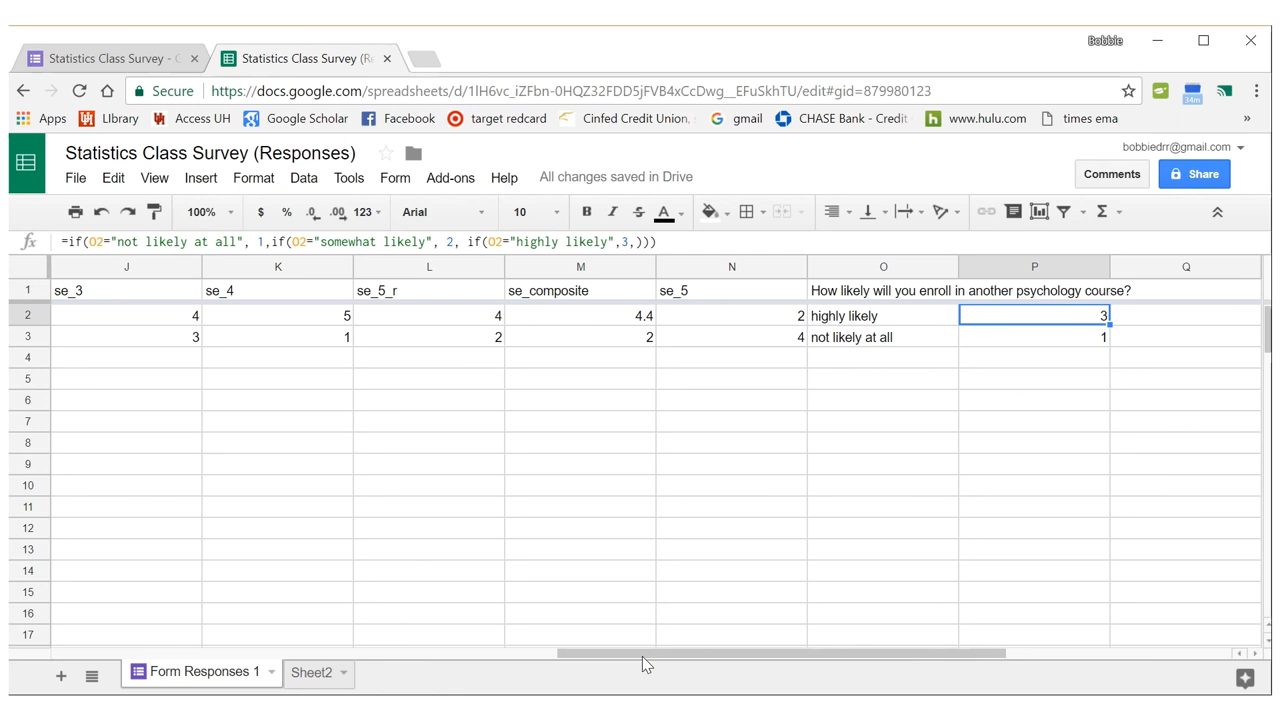 Bobbie
Statistics Class Survey - G
Statistics Class Survey (Re
Secure
https://docs.google.com/spreadsheets/d/1IH6vc_iZFbn-0HQZ32FDD5jFVB4xCcDwg__EFuSkhTU/edit#gid=879980123
34m
Apps LIbrary Access UH Google Scholar Facebook target redcard Cinfed Credit Union, gmail CHASE Bank - Credit www.hulu.com times ema »
Statistics Class Survey (Responses)
bobbiedrr@gmail.com
File Edit View Insert Format Data Tools Form Add-ons Help All changes saved in Drive
Comments Share
100% $ % .0 .00 123 Arial 10 B I S A Σ
fx =if(O2="not likely at all", 1,if(O2="somewhat likely", 2, if(O2="highly likely",3,)))
J K L M N O P Q
1 se_3 se_4 se_5_r se_composite se_5 How likely will you enroll in another psychology course?
2 4 5 4 4.4 2 highly likely 3
3 3 1 2 2 4 not likely at all 1
4
5
6
7
8
9
10
11
12
13
14
15
16
17
Form Responses 1 Sheet2